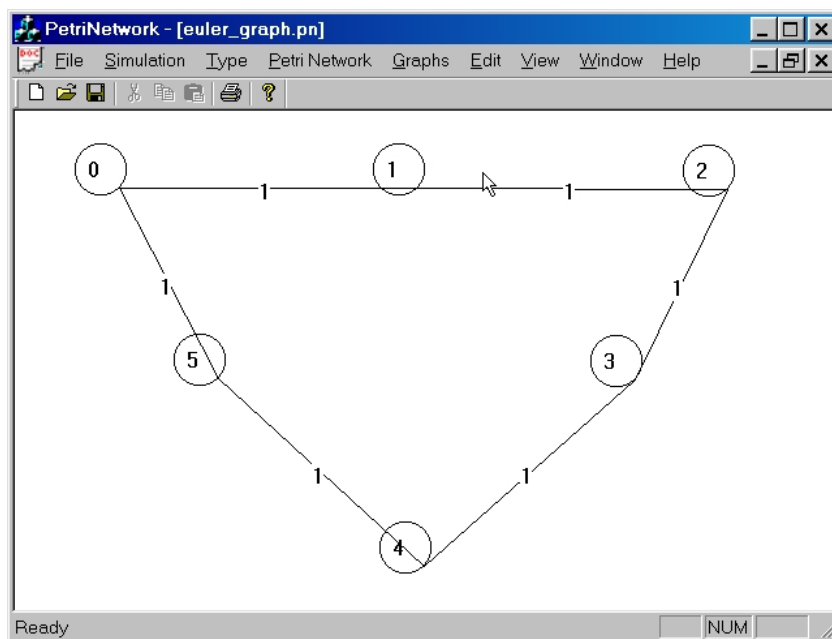 PetriNetwork - [euler_graph.pn]
DOC File Simulation Type Petri Network Graphs Edit View Window Help
0 1 2
1 1
1 1
5 3
1 1
4
Ready NUM